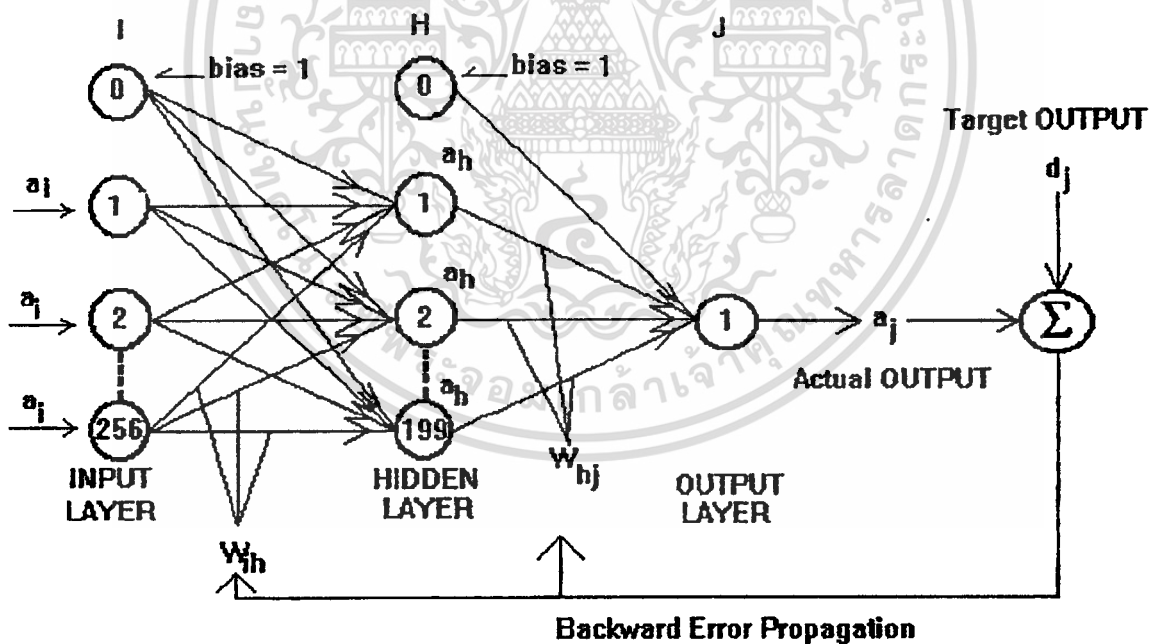 I H J
bias = 1 bias = 1
0 0
Target OUTPUT
a_i a_h d_j
1 1
a_i a_h
2 2 1 a_j Σ
Actual OUTPUT
a_i a_h
256 199
INPUT LAYER
HIDDEN LAYER
W_hj
OUTPUT LAYER
W_ih
Backward Error Propagation